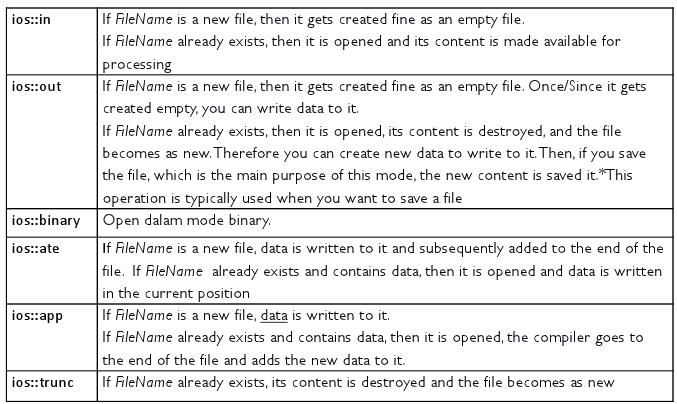 ios::in If FileName is a new file, then it gets created fine as an empty file.
If FileName already exists, then it is opened and its content is made available for
processing
ios::out If FileName is a new file, then it gets created fine as an empty file. Once/Since it gets
created empty, you can write data to it.
If FileName already exists, then it is opened, its content is destroyed, and the file
becomes as new. Therefore you can create new data to write to it. Then, if you save
the file, which is the main purpose of this mode, the new content is saved it.*This
operation is typically used when you want to save a file
ios::binary Open dalam mode binary.
ios::ate If FileName is a new file, data is written to it and subsequently added to the end of the
file. If FileName already exists and contains data, then it is opened and data is written
in the current position
ios::app If FileName is a new file, data is written to it.
If FileName already exists and contains data, then it is opened, the compiler goes to
the end of the file and adds the new data to it.
ios::trunc If FileName already exists, its content is destroyed and the file becomes as new